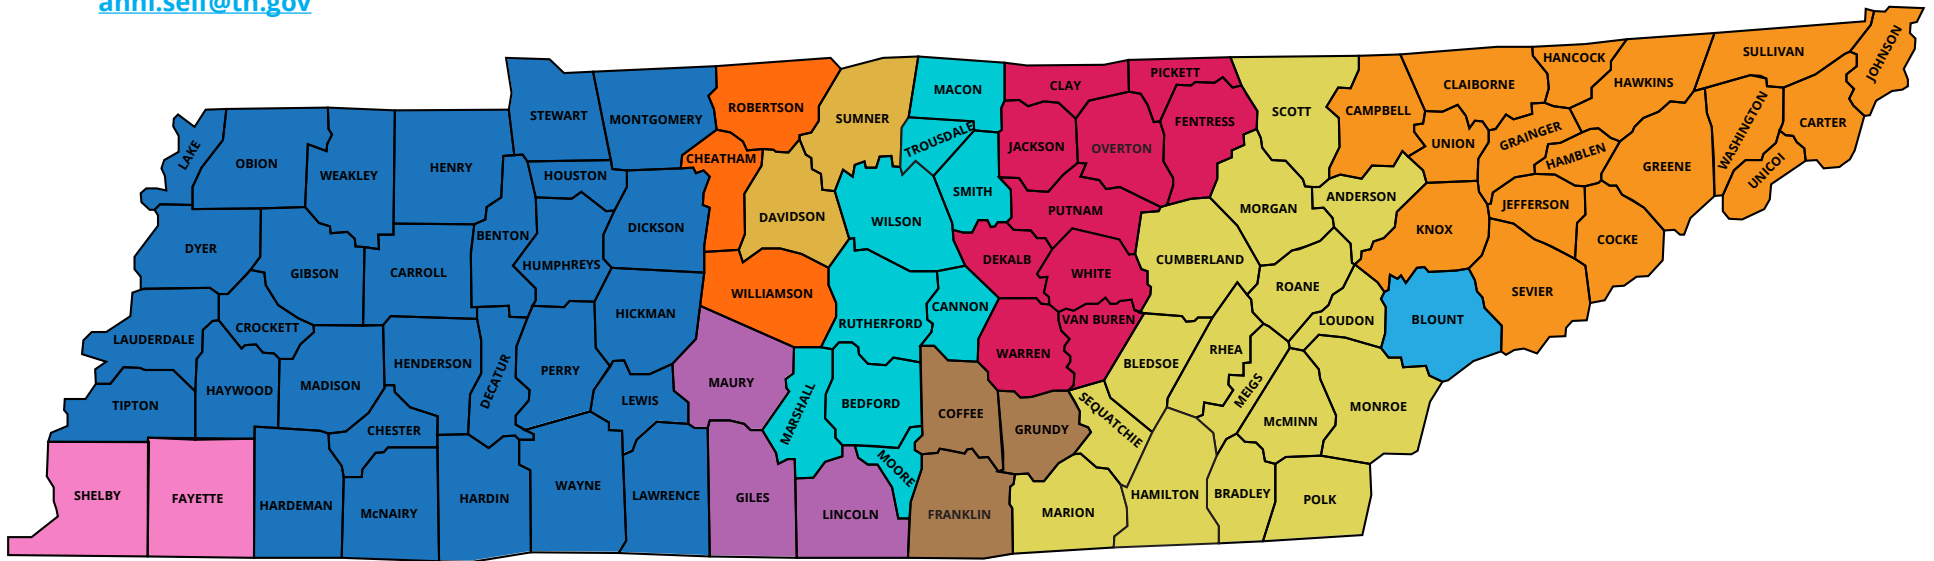 anni.self@tn.gov
LAKE
OBION
WEAKLEY
HENRY
STEWART
MONTGOMERY
ROBERTSON
SUMNER
MACON
CLAY
PICKETT
SCOTT
CAMPBELL
CLAIBORNE
HANCOCK
HAWKINS
SULLIVAN
JOHNSON
HOUSTON
CHEATHAM
TROUSDALE
JACKSON
OVERTON
FENTRESS
UNION
GRAINGER
HAMBLEN
GREENE
WASHINGTON
UNICOI
CARTER
DYER
GIBSON
CARROLL
BENTON
HUMPHREYS
DICKSON
DAVIDSON
WILSON
SMITH
PUTNAM
MORGAN
ANDERSON
KNOX
JEFFERSON
COCKE
LAUDERDALE
CROCKETT
HICKMAN
WILLIAMSON
RUTHERFORD
CANNON
DEKALB
WHITE
CUMBERLAND
ROANE
LOUDON
BLOUNT
SEVIER
TIPTON
HAYWOOD
MADISON
HENDERSON
DECATUR
PERRY
LEWIS
MAURY
MARSHALL
BEDFORD
COFFEE
WARREN
VAN BUREN
BLEDSOE
RHEA
MEIGS
McMINN
MONROE
CHESTER
MOORE
GRUNDY
SEQUATCHIE
SHELBY
FAYETTE
HARDEMAN
McNAIRY
HARDIN
WAYNE
LAWRENCE
GILES
LINCOLN
FRANKLIN
MARION
HAMILTON
BRADLEY
POLK